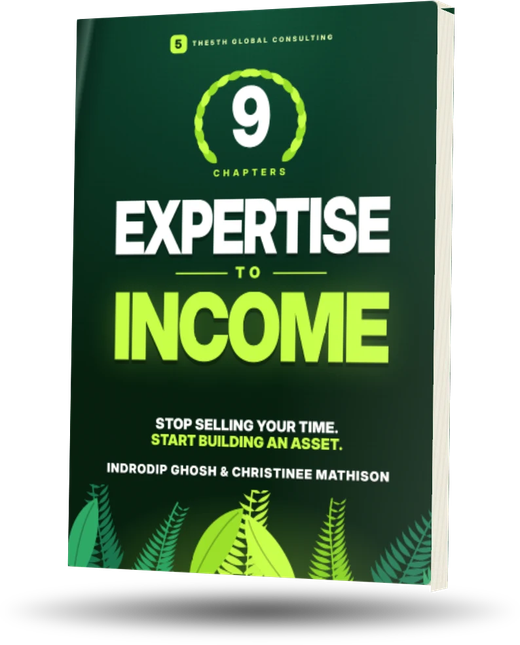 5 THE5TH GLOBAL CONSULTING
9
CHAPTERS
EXPERTISE
TO
INCOME
STOP SELLING YOUR TIME.
START BUILDING AN ASSET.
INDRODIP GHOSH & CHRISTINEE MATHISON